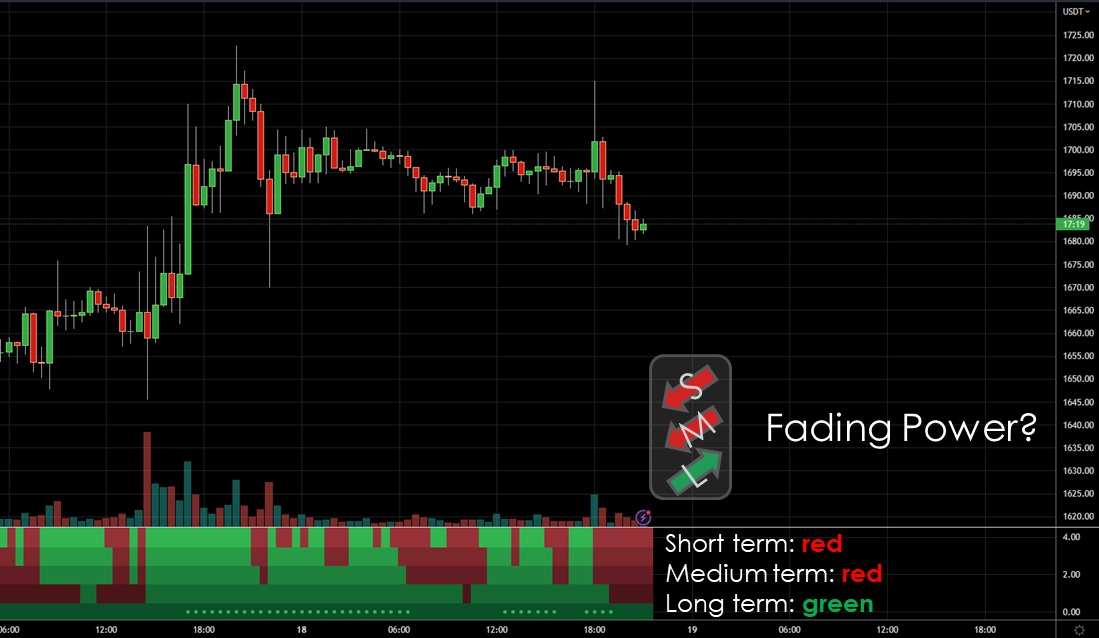 USDT
1725.00
1720.00
1715.00
1710.00
1705.00
1700.00
1695.00
1690.00
1685.00
17:19
1680.00
1675.00
1670.00
1665.00
1660.00
1655.00
1650.00
1645.00
1640.00
1635.00
1630.00
1625.00
1620.00
S
M
L
Fading Power?
Short term: red
Medium term: red
Long term: green
4.00
2.00
0.00
06:00 12:00 18:00 18 06:00 12:00 18:00 19 06:00 12:00 18:00